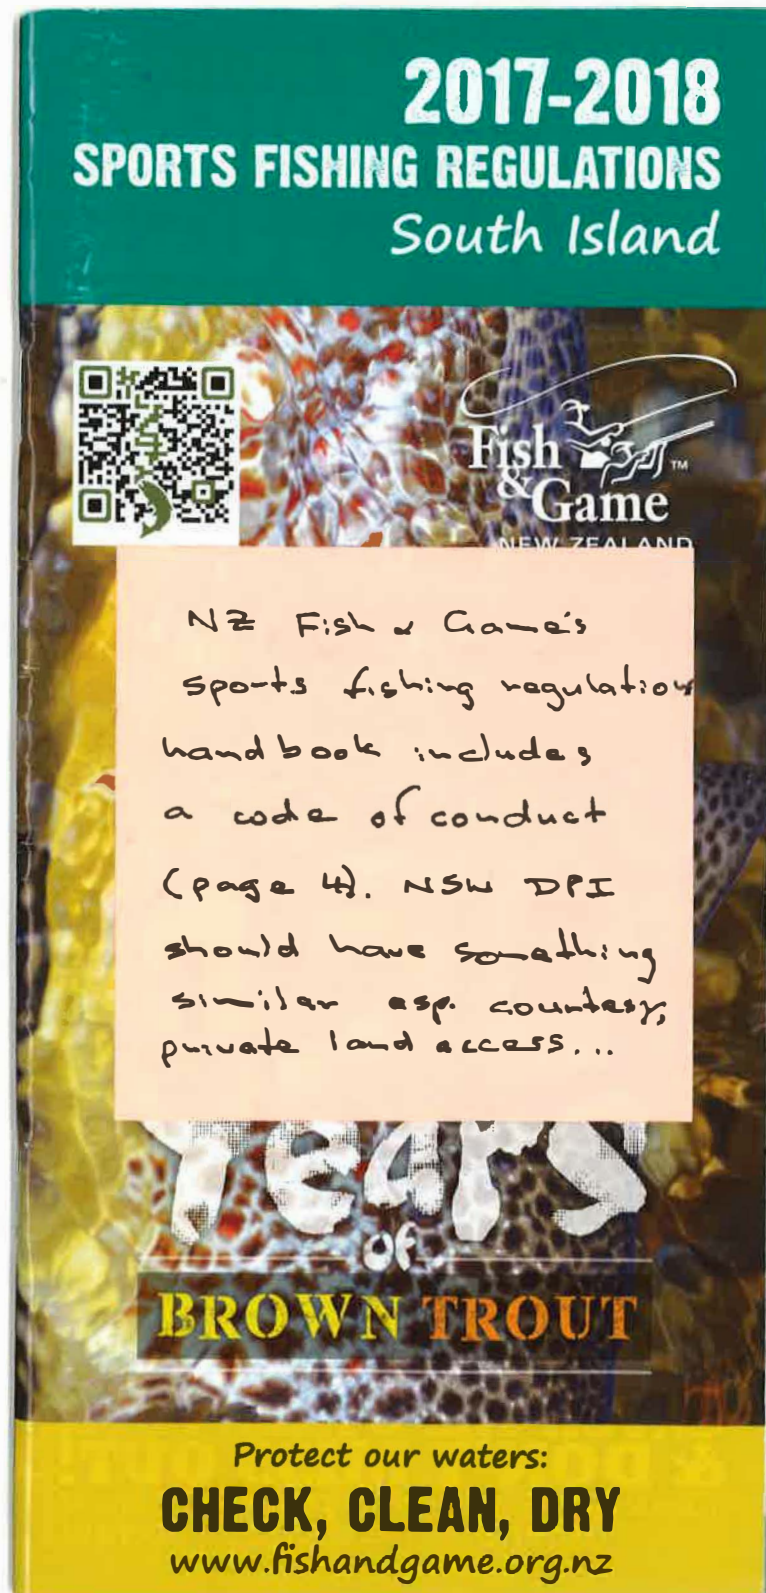 2017-2018
SPORTS FISHING REGULATIONS
South Island
Fish
& Game
™
NEW ZEALAND
NZ Fish & Game's
sports fishing regulation
handbook includes
a code of conduct
(page 4). NSW DPI
should have something
similar esp. courtesy,
private land access...
Years
of
BROWN TROUT
Protect our waters:
CHECK, CLEAN, DRY
www.fishandgame.org.nz